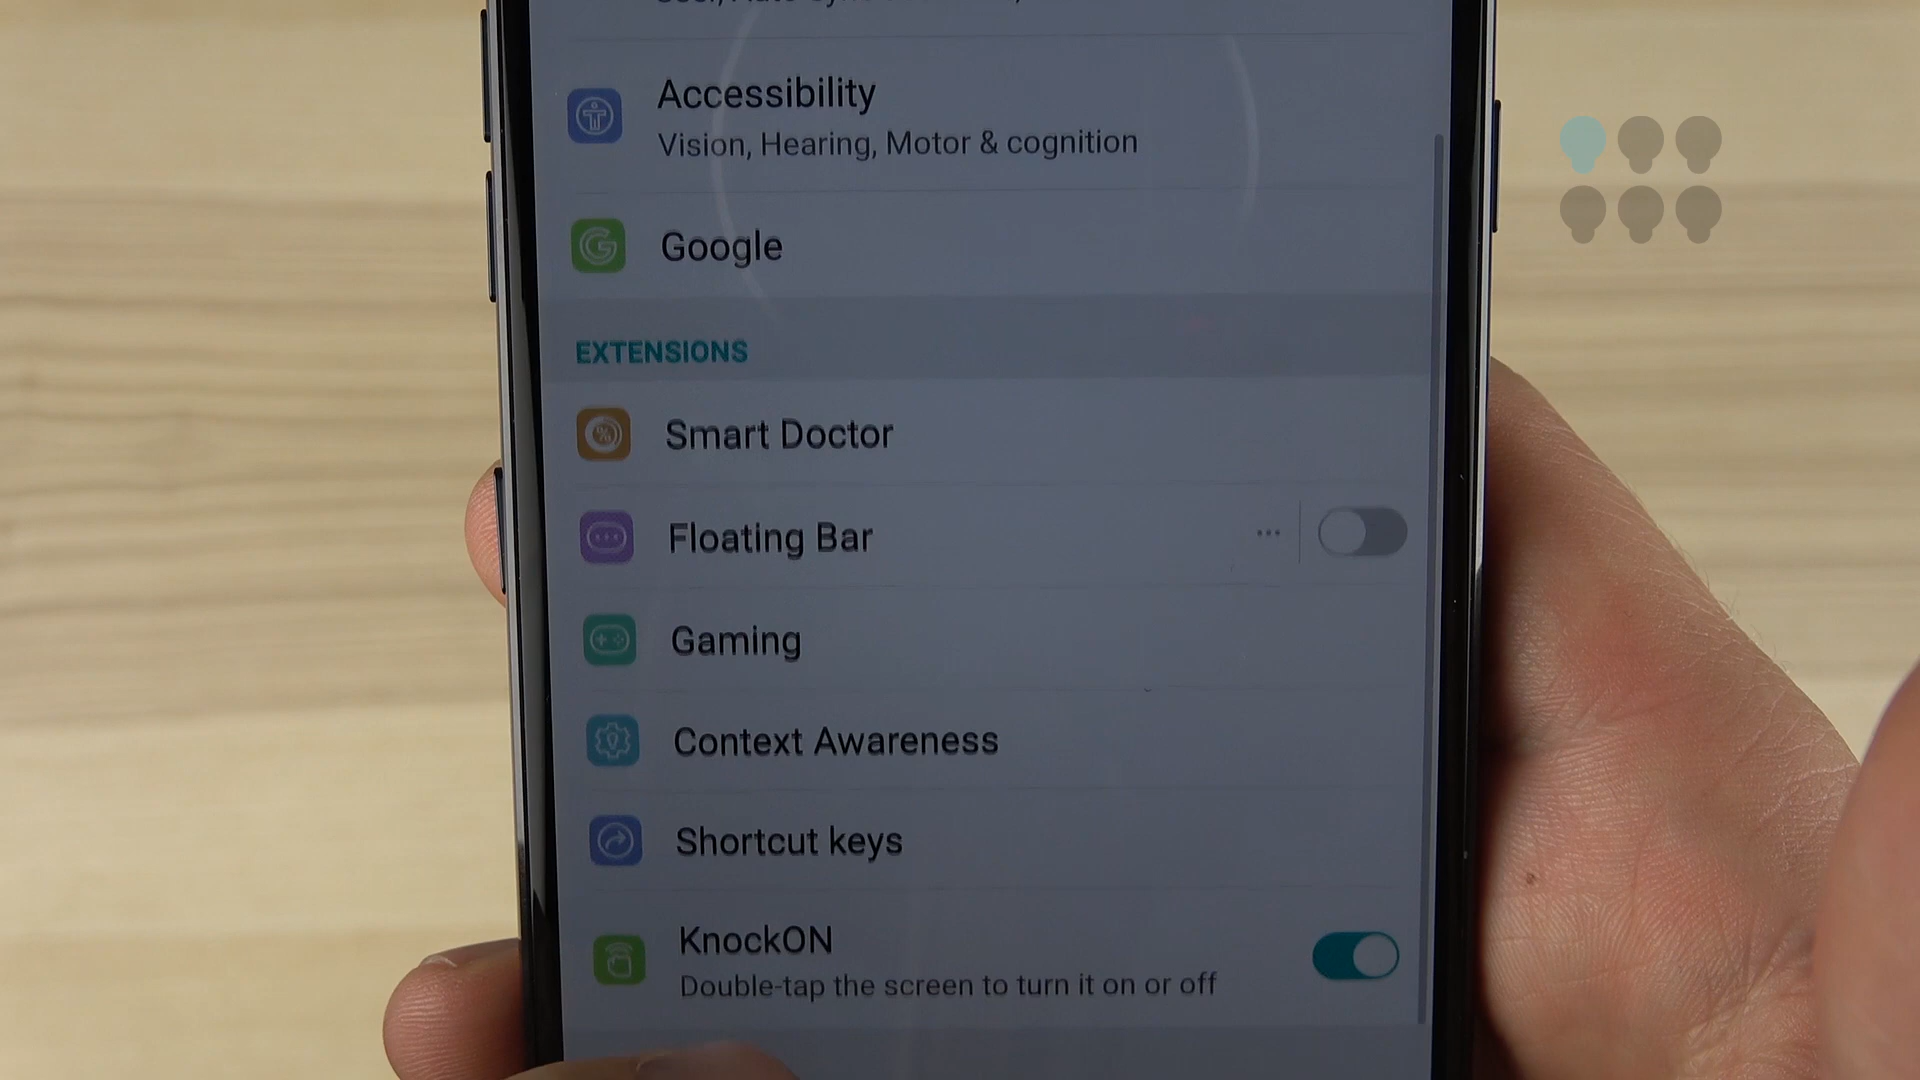 Accessibility
Vision, Hearing, Motor & cognition
Google
EXTENSIONS
Smart Doctor
Floating Bar
Gaming
Context Awareness
Shortcut keys
KnockON
Double-tap the screen to turn it on or off